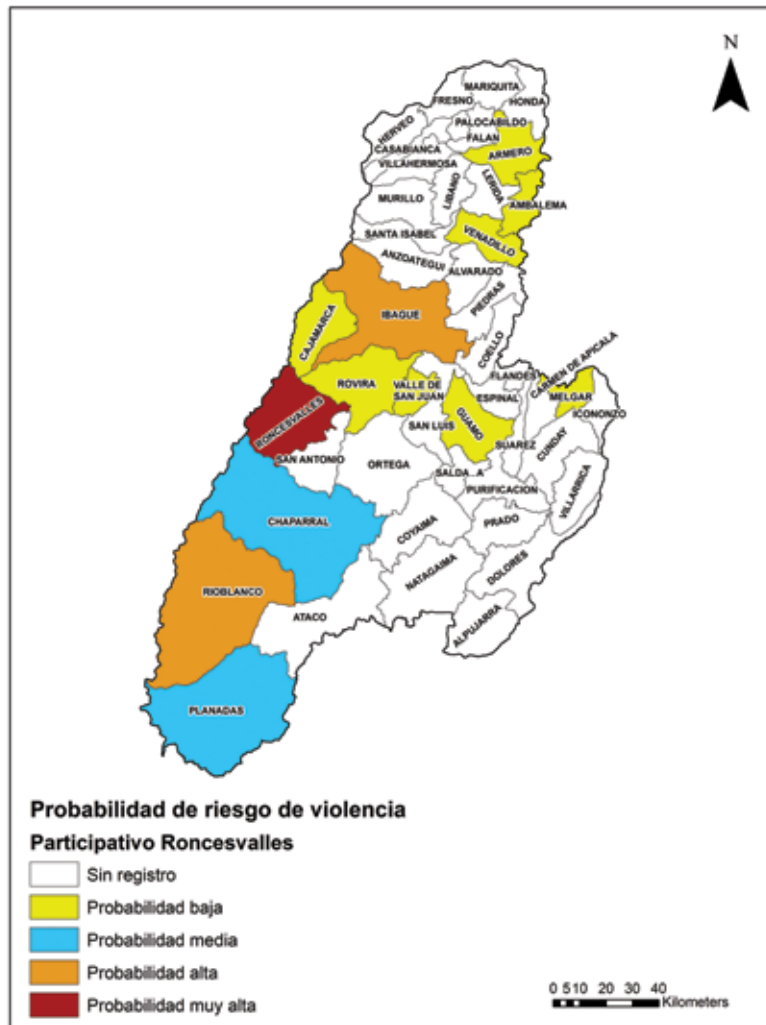 N
MARIQUITA
FRESNO
HONDA
HERVEO
PALOCABILDO
FALAN
CASABIANCA
ARMERO
VILLAHERMOSA
LERIDA
MURILLO
LIBANO
AMBALEMA
SANTA ISABEL
VENADILLO
ANZOATEGUI
ALVARADO
PIEDRAS
IBAGUE
CAJAMARCA
COELLO
CARMEN DE APICALA
FLANDES
ROVIRA
VALLE DE
SAN JUAN
ESPINAL
MELGAR
ICONONZO
RONCESVALLES
GUAMO
SAN LUIS
SUAREZ
CUNDAY
SAN ANTONIO
ORTEGA
SALDA..A
PURIFICACION
VILLARRICA
CHAPARRAL
COYAIMA
PRADO
NATAGAIMA
DOLORES
RIOBLANCO
ATACO
ALPUJARRA
PLANADAS
Probabilidad de riesgo de violencia
Participativo Roncesvalles
Sin registro
Probabilidad baja
Probabilidad media
Probabilidad alta
Probabilidad muy alta
0 5 10 20 30 40
Kilometers